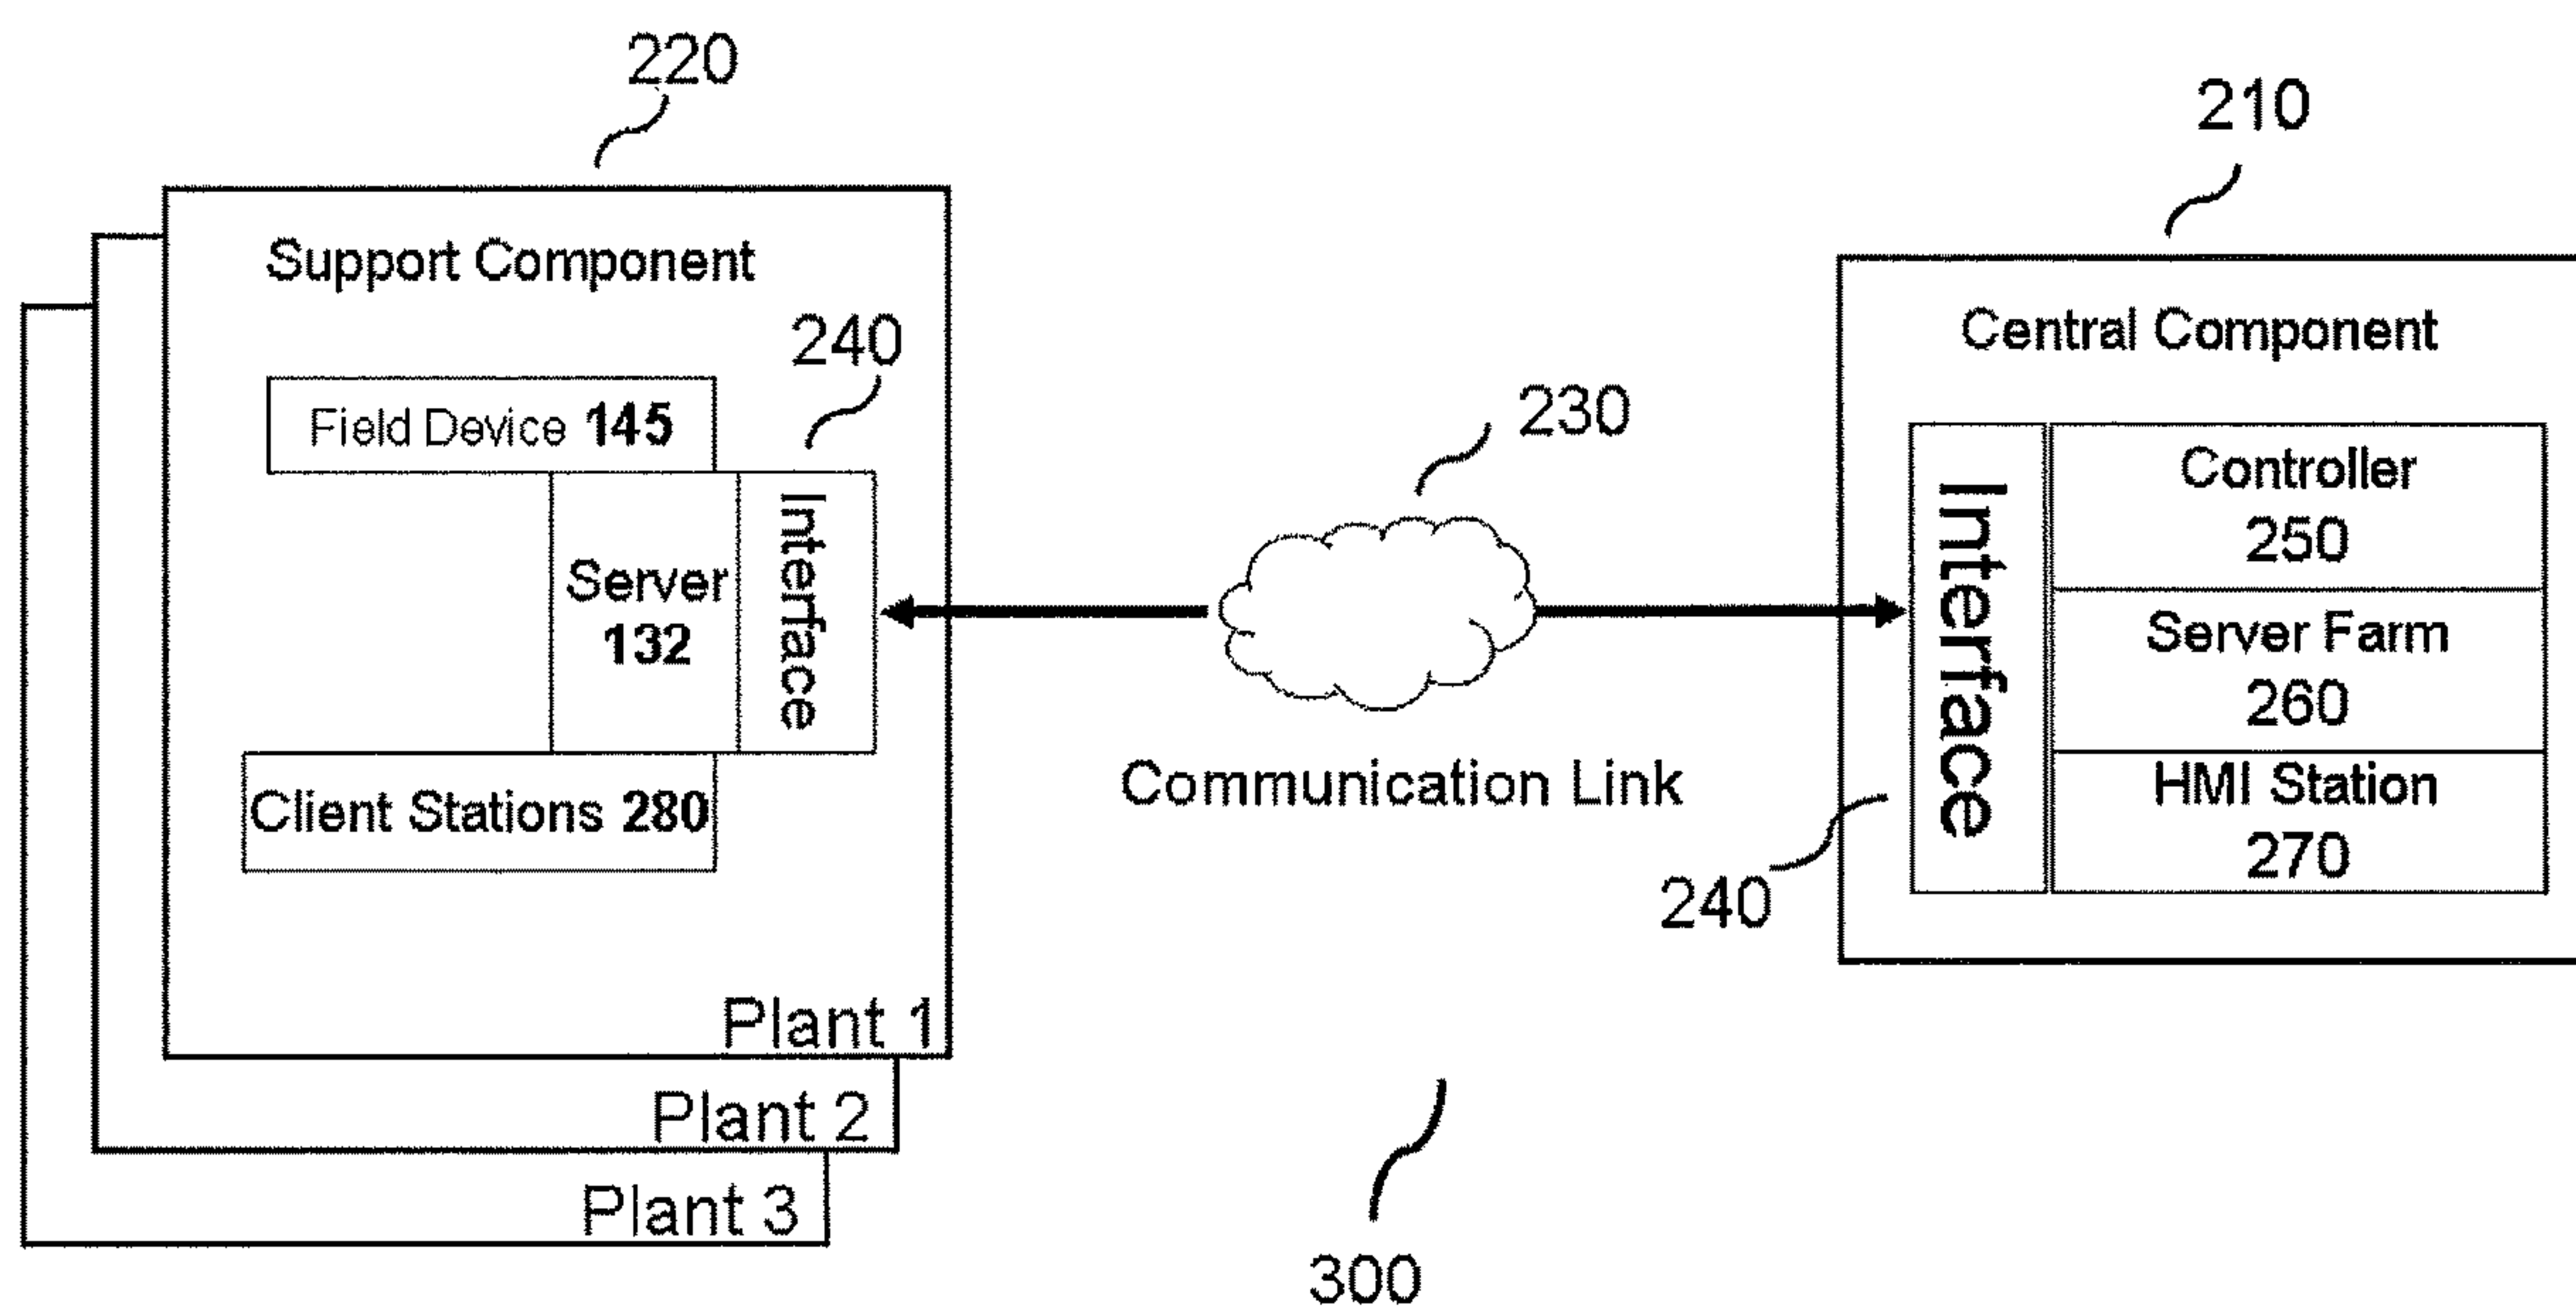 220
Support Component
240
Field Device 145
Server
132
Interface
Client Stations 280
Plant 1
Plant 2
Plant 3
230
Communication Link
300
210
Central Component
Interface
240
Controller
250
Server Farm
260
HMI Station
270